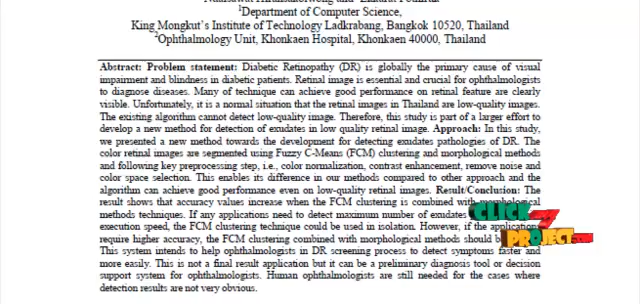 ¹Department of Computer Science,
King Mongkut's Institute of Technology Ladkrabang, Bangkok 10520, Thailand
²Ophthalmology Unit, Khonkaen Hospital, Khonkaen 40000, Thailand
Abstract: Problem statement: Diabetic Retinopathy (DR) is globally the primary cause of visual
impairment and blindness in diabetic patients. Retinal image is essential and crucial for ophthalmologists
to diagnose diseases. Many of technique can achieve good performance on retinal feature are clearly
visible. Unfortunately, it is a normal situation that the retinal images in Thailand are low-quality images.
The existing algorithm cannot detect low-quality image. Therefore, this study is part of a larger effort to
develop a new method for detection of exudates in low quality retinal image. Approach: In this study,
we presented a new method towards the development for detecting exudates pathologies of DR. The
color retinal images are segmented using Fuzzy C-Means (FCM) clustering and morphological methods
and following key preprocessing step, i.e., color normalization, contrast enhancement, remove noise and
color space selection. This enables its difference in our methods compared to other approach and the
algorithm can achieve good performance even on low-quality retinal images. Result/Conclusion: The
result shows that accuracy values increase when the FCM clustering is combined with morphological
methods techniques. If any applications need to detect maximum number of exudates
execution speed, the FCM clustering technique could be used in isolation. However, if the applications
require higher accuracy, the FCM clustering combined with morphological methods should
This system intends to help ophthalmologists in DR screening process to detect symptoms faster and
more easily. This is not a final result application but it can be a preliminary diagnosis tool or decision
support system for ophthalmologists. Human ophthalmologists are still needed for the cases where
detection results are not very obvious.
CLICK
PROJECT